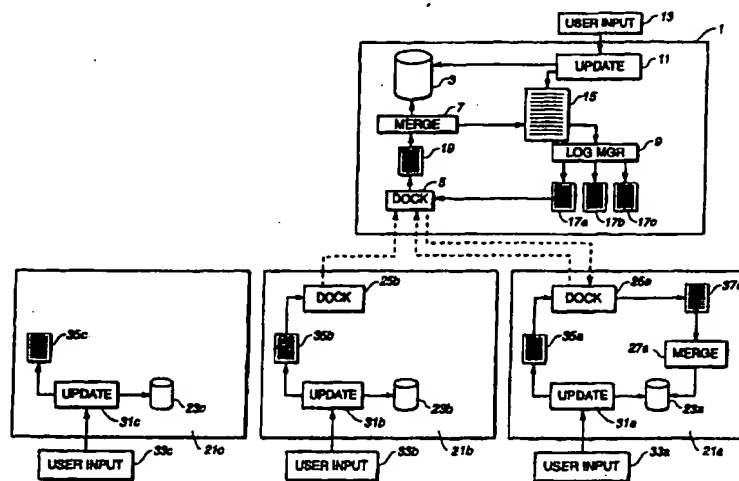 USER INPUT 13
1
UPDATE 11
3
15
7
MERGE
19
LOG MGR 9
5
DOCK
17a 17b 17c
DOCK 25b
DOCK 25a 37a
35c
35b
35a
27a MERGE
UPDATE 23c
UPDATE 23b
UPDATE 23a
31c
31b
31a
21c
21b
21a
USER INPUT 33c
USER INPUT 33b
USER INPUT 33a